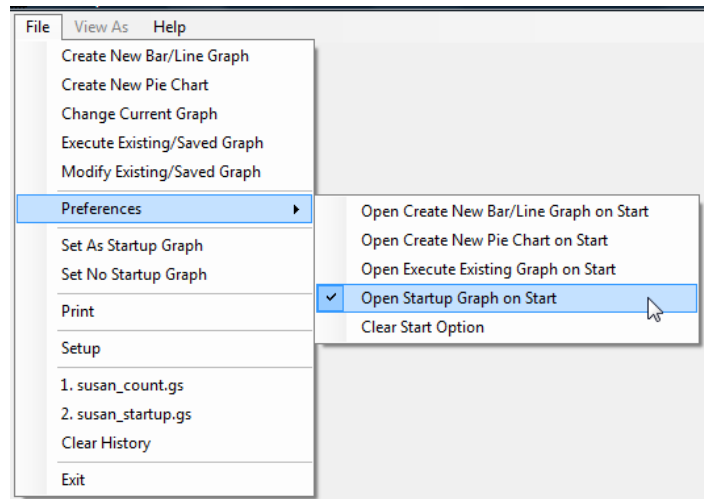 File View As Help
Create New Bar/Line Graph
Create New Pie Chart
Change Current Graph
Execute Existing/Saved Graph
Modify Existing/Saved Graph
Preferences
Set As Startup Graph
Set No Startup Graph
Print
Setup
1. susan_count.gs
2. susan_startup.gs
Clear History
Exit
Open Create New Bar/Line Graph on Start
Open Create New Pie Chart on Start
Open Execute Existing Graph on Start
Open Startup Graph on Start
Clear Start Option